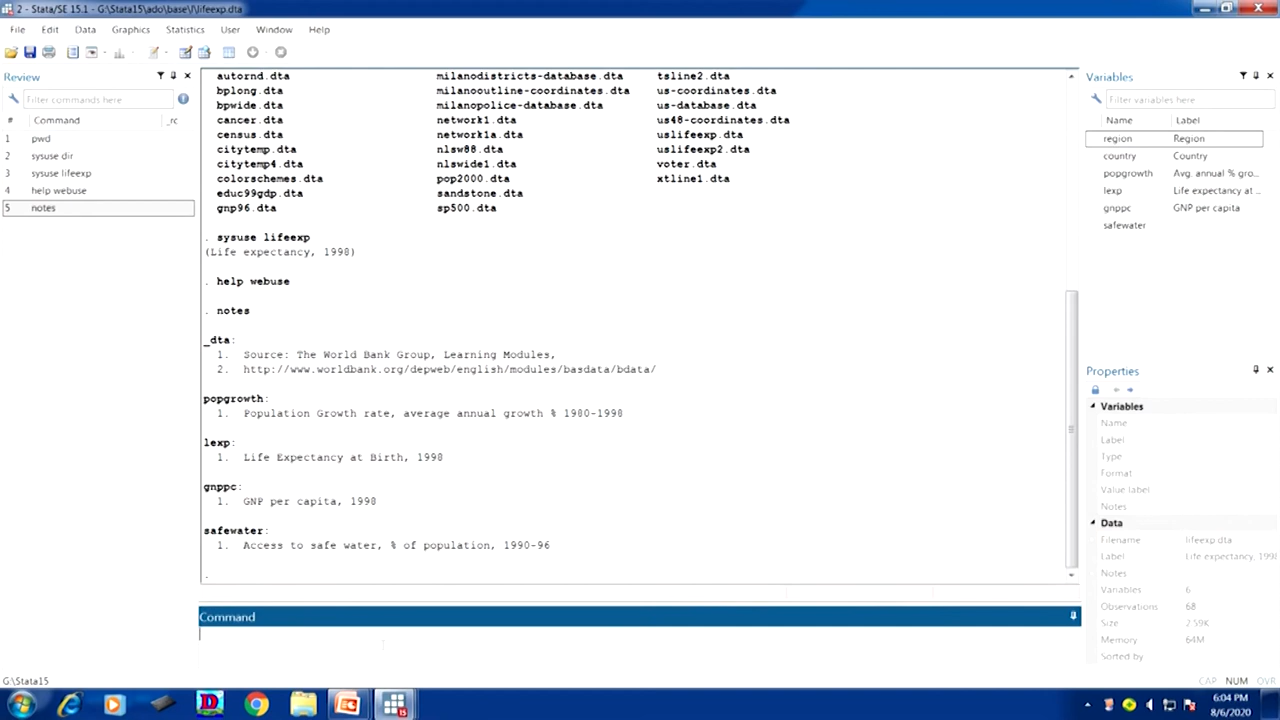 2 - Stata/SE 15.1 - G:\Stata15\ado\base\l\lifeexp.dta
File Edit Data Graphics Statistics User Window Help
Review
Filter commands here
# Command _rc
1 pwd
2 sysuse dir
3 sysuse lifeexp
4 help webuse
5 notes
autornd.dta milanodistricts-database.dta tsline2.dta
bplong.dta milanooutline-coordinates.dta us-coordinates.dta
bpwide.dta milanopolice-database.dta us-database.dta
cancer.dta network1.dta us48-coordinates.dta
census.dta network1a.dta uslifeexp.dta
citytemp.dta nlsw88.dta uslifeexp2.dta
citytemp4.dta nlswide1.dta voter.dta
colorschemes.dta pop2000.dta xtline1.dta
educ99gdp.dta sandstone.dta
gnp96.dta sp500.dta
. sysuse lifeexp
(Life expectancy, 1998)
. help webuse
. notes
_dta:
1. Source: The World Bank Group, Learning Modules,
2. http://www.worldbank.org/depweb/english/modules/basdata/bdata/
popgrowth:
1. Population Growth rate, average annual growth % 1980-1998
lexp:
1. Life Expectancy at Birth, 1998
gnppc:
1. GNP per capita, 1998
safewater:
1. Access to safe water, % of population, 1990-96
.
Command
Variables
Filter variables here
Name Label
region Region
country Country
popgrowth Avg. annual % gro...
lexp Life expectancy at ...
gnppc GNP per capita
safewater
Properties
Variables
Name
Label
Type
Format
Value label
Notes
Data
Filename lifeexp.dta
Label Life expectancy, 199
Notes
Variables 6
Observations 68
Size 2.59K
Memory 64M
Sorted by
G:\Stata15
CAP NUM OVR
15
6:04 PM
8/6/2020